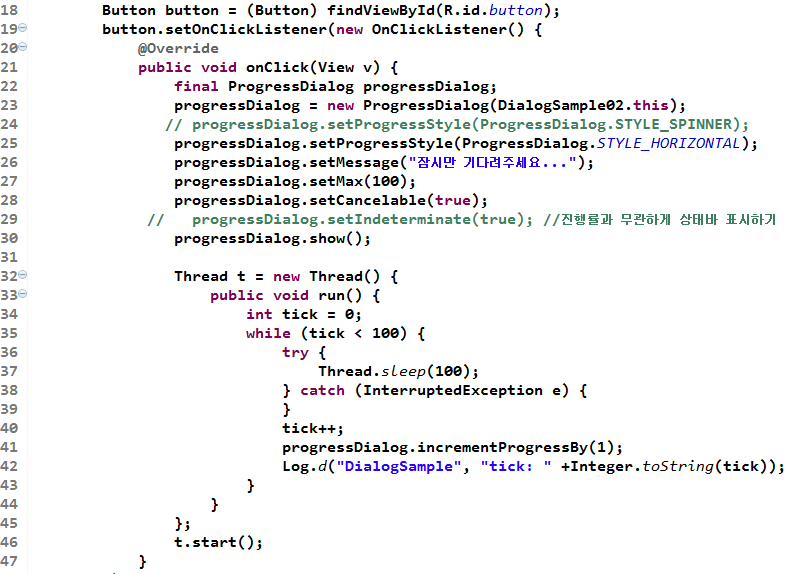 18 Button button = (Button) findViewById(R.id.button);
19 button.setOnClickListener(new OnClickListener() {
20 @Override
21 public void onClick(View v) {
22 final ProgressDialog progressDialog;
23 progressDialog = new ProgressDialog(DialogSample02.this);
24 // progressDialog.setProgressStyle(ProgressDialog.STYLE_SPINNER);
25 progressDialog.setProgressStyle(ProgressDialog.STYLE_HORIZONTAL);
26 progressDialog.setMessage("잠시만 기다려주세요...");
27 progressDialog.setMax(100);
28 progressDialog.setCancelable(true);
29 // progressDialog.setIndeterminate(true); //진행률과 무관하게 상태바 표시하기
30 progressDialog.show();
31
32 Thread t = new Thread() {
33 public void run() {
34 int tick = 0;
35 while (tick < 100) {
36 try {
37 Thread.sleep(100);
38 } catch (InterruptedException e) {
39 }
40 tick++;
41 progressDialog.incrementProgressBy(1);
42 Log.d("DialogSample", "tick: " +Integer.toString(tick));
43 }
44 }
45 };
46 t.start();
47 }